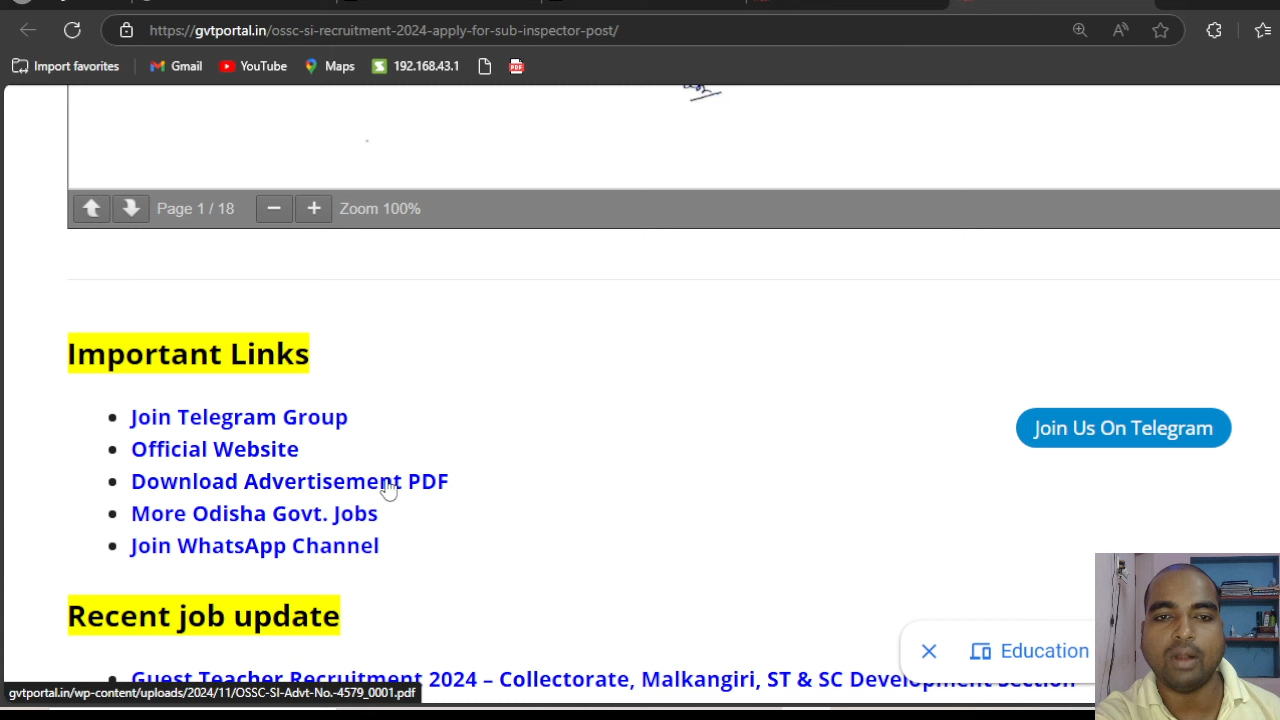 https://gvtportal.in/ossc-si-recruitment-2024-apply-for-sub-inspector-post/
Import favorites
Gmail
YouTube
Maps
192.168.43.1
Page 1 / 18
Zoom 100%
Important Links
Join Telegram Group
Official Website
Download Advertisement PDF
More Odisha Govt. Jobs
Join WhatsApp Channel
Join Us On Telegram
Recent job update
Education
Guest Teacher Recruitment 2024 – Collectorate, Malkangiri, ST & SC Development Section
gvtportal.in/wp-content/uploads/2024/11/OSSC-SI-Advt-No.-4579_0001.pdf